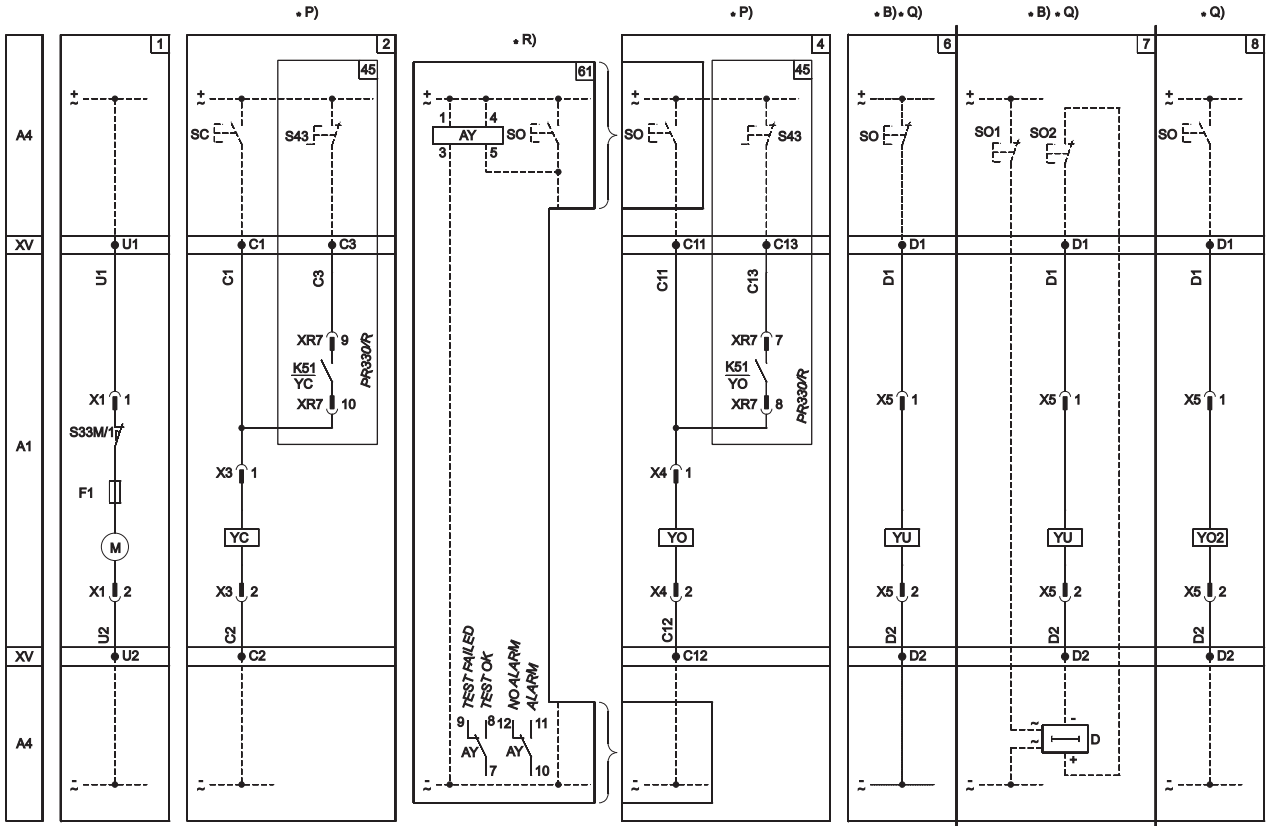 * P) * P) * B) * Q) * B) * Q) * Q)
* R)
1 2 61 4 6 7 8
45 45
± ~ ± ~ ± ~ ± ~ ± ~ ± ~ ± ~
1 4
A4 SC S43 AY SO SO S43 SO SO1 SO2 SO
3 5
XV U1 C1 C3 C11 C13 D1 D1 D1
U1 C1 C3 C11 C13 D1 D1 D1
XR7 9 XR7 7
K51 K51
YC YO
PR330/R PR330/R
XR7 10 XR7 8
X1 1 X5 1 X5 1 X5 1
S33M/1
A1
X3 1 X4 1
F1
M YC YO YU YU YO2
X1 2 X3 2 X4 2 X5 2 X5 2 X5 2
U2 C2 C12 D2 D2 D2
XV U2 C2 C12 D2 D2 D2
TEST FAILED
TEST OK
NO ALARM
ALARM
9 8 12 11
~ -
A4 AY AY ~ D
7 10 +
- ~ - ~ - ~ - ~ - ~ - ~ - ~